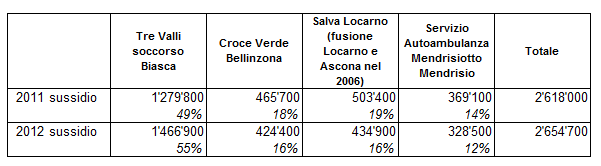 Tre Valli soccorso Biasca
Croce Verde Bellinzona
Salva Locarno (fusione Locarno e Ascona nel 2006)
Servizio Autoambulanza Mendrisiotto Mendrisio
Totale
2011 sussidio 1'279'800 465'700 503'400 369'100 2'618'000
49% 18% 19% 14%
2012 sussidio 1'466'900 424'400 434'900 328'500 2'654'700
55% 16% 16% 12%